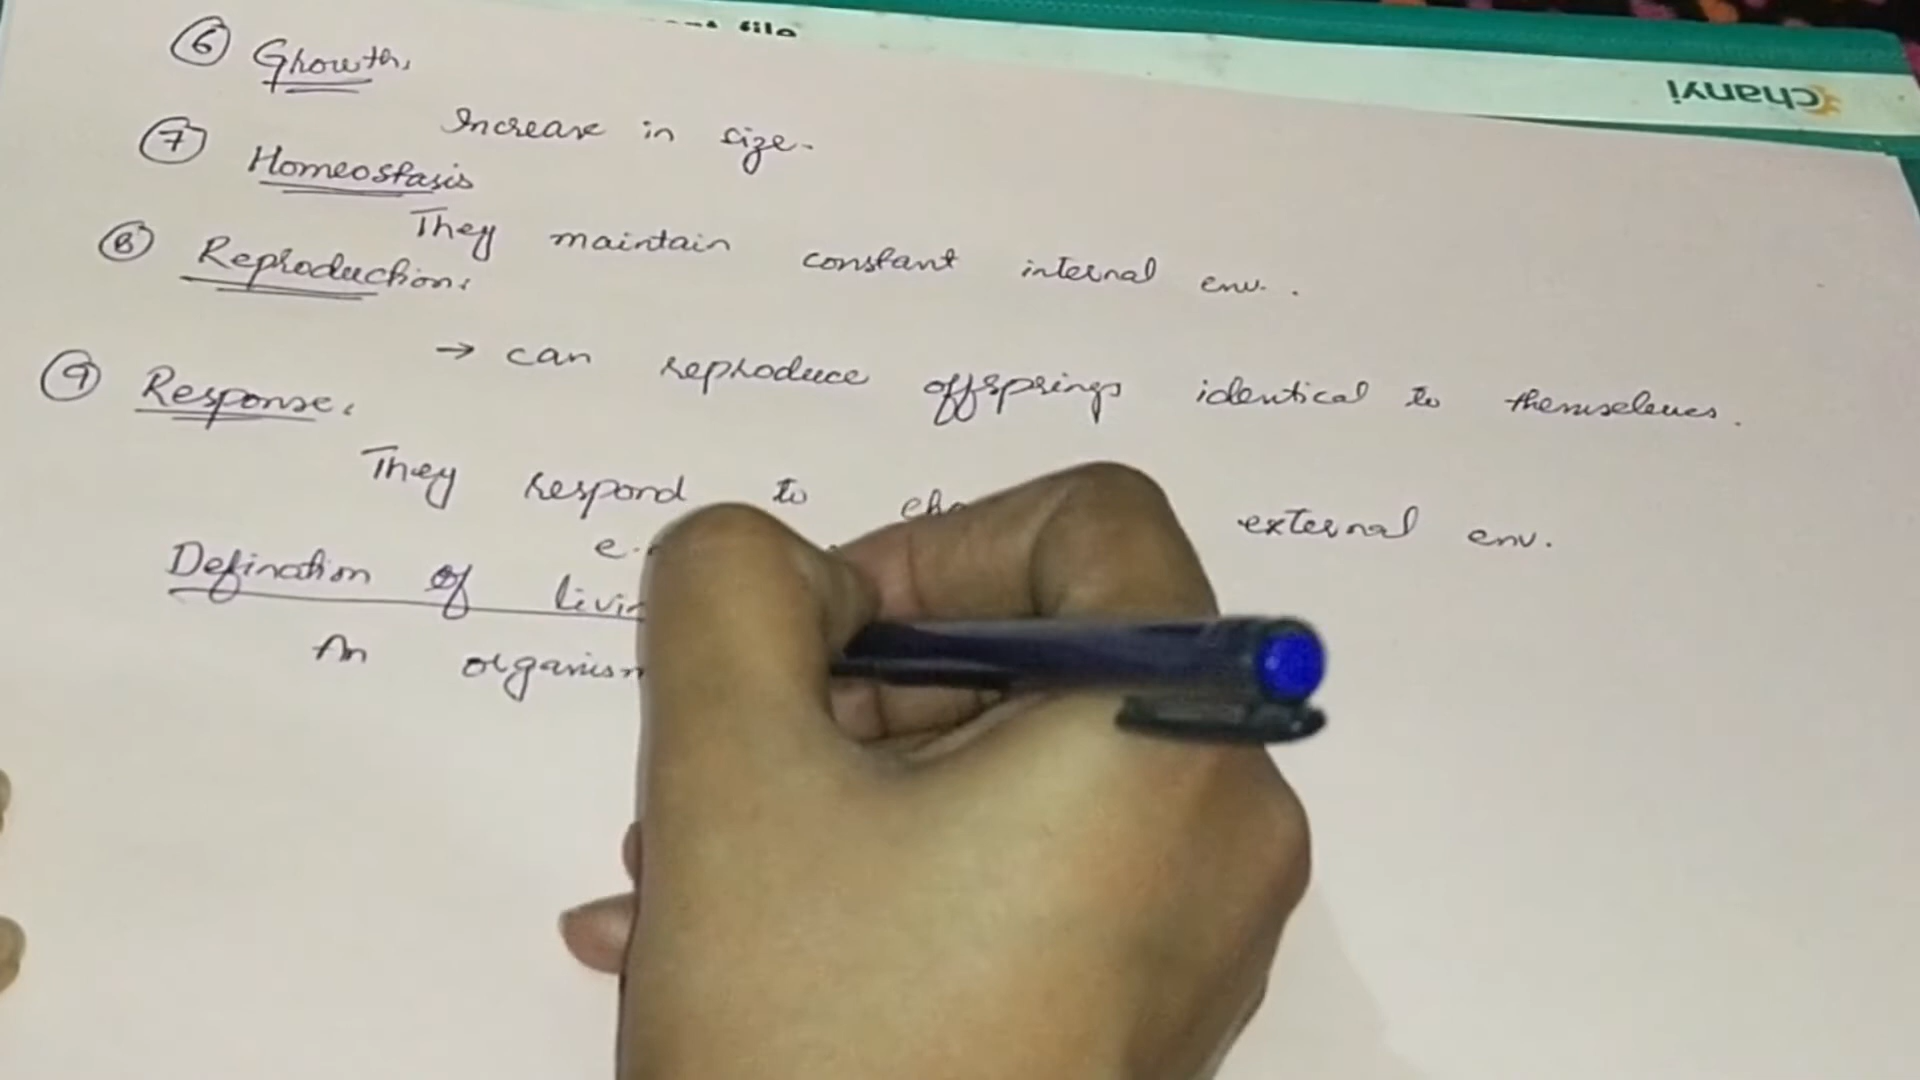 file
chanyi
⑥ Growth:
Increase in size.
⑦ Homeostasis
They maintain constant internal env.
⑧ Reproduction:
→ can reproduce offsprings identical to themselves.
⑨ Response:
They respond to external env.
Defination of
An